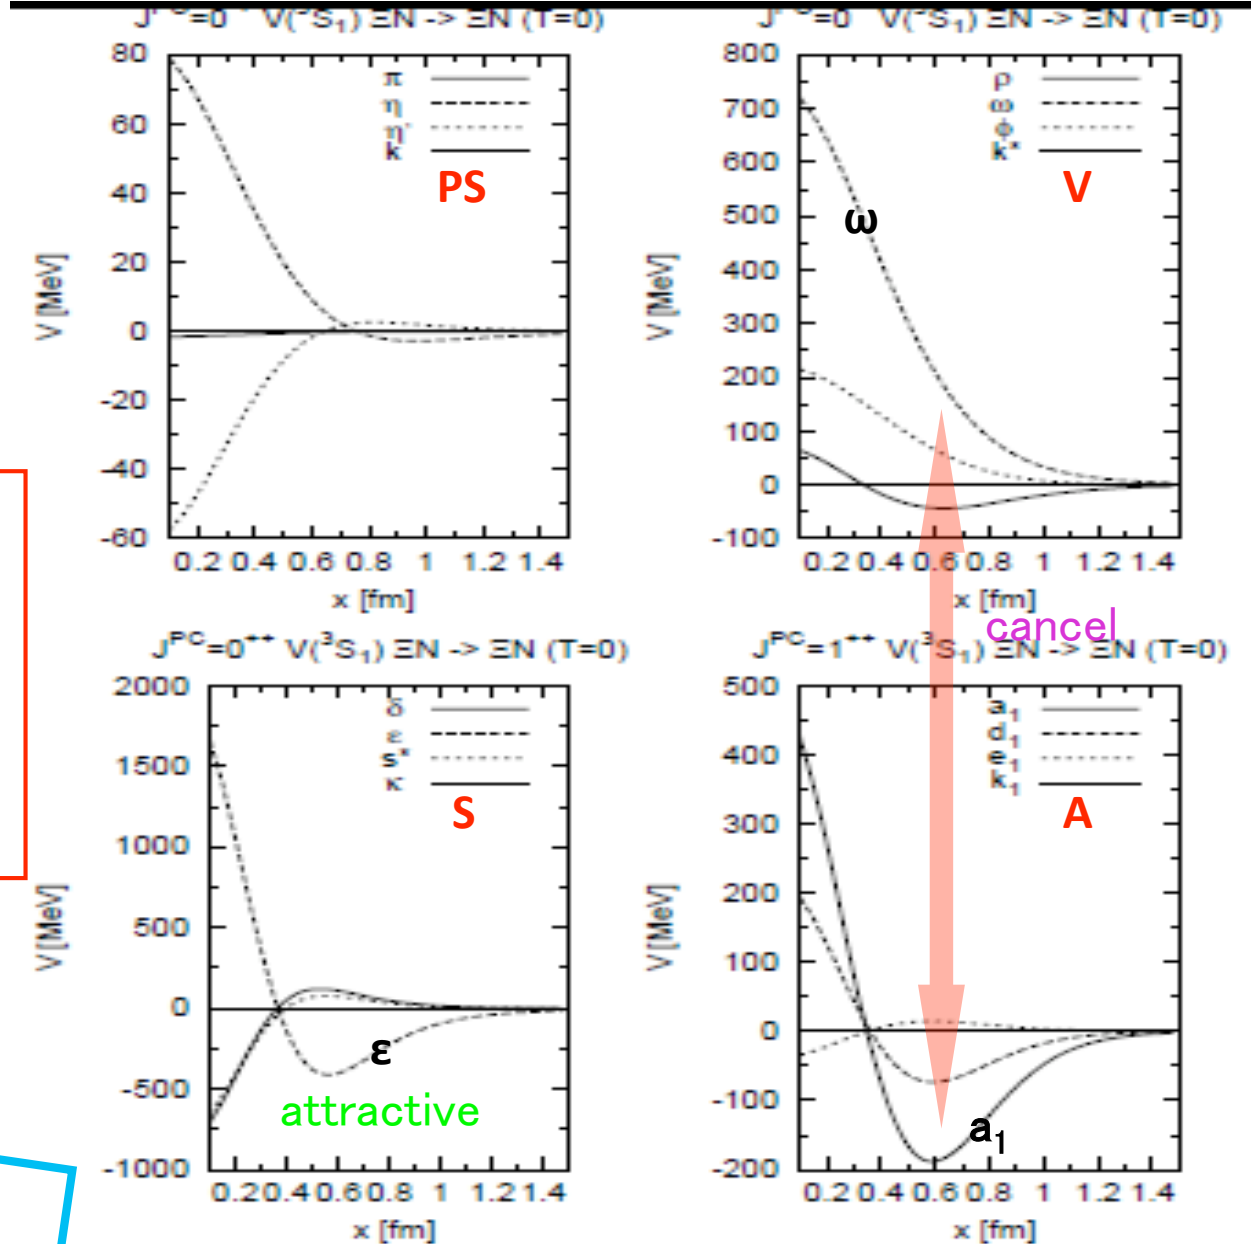 J^PC=0 V(³S₁) ΞN -> ΞN (T=0)
80
60
40
20
0
-20
-40
-60
V [MeV]
π
η
η'
k
PS
0.2 0.4 0.6 0.8 1 1.2 1.4
x [fm]
J^PC=0 V(³S₁) ΞN -> ΞN (T=0)
800
700
600
500
400
300
200
100
0
-100
V [MeV]
ρ
ω
ϕ
k*
V
ω
0.2 0.4 0.6 0.8 1 1.2 1.4
x [fm]
cancel
J^PC=0⁺⁺ V(³S₁) ΞN -> ΞN (T=0)
2000
1500
1000
500
0
-500
-1000
V [MeV]
δ
ε
s*
κ
S
ε
attractive
0.2 0.4 0.6 0.8 1 1.2 1.4
x [fm]
J^PC=1⁺⁺ V(³S₁) ΞN -> ΞN (T=0)
500
400
300
200
100
0
-100
-200
V [MeV]
a₁
d₁
e₁
k₁
A
a₁
0.2 0.4 0.6 0.8 1 1.2 1.4
x [fm]